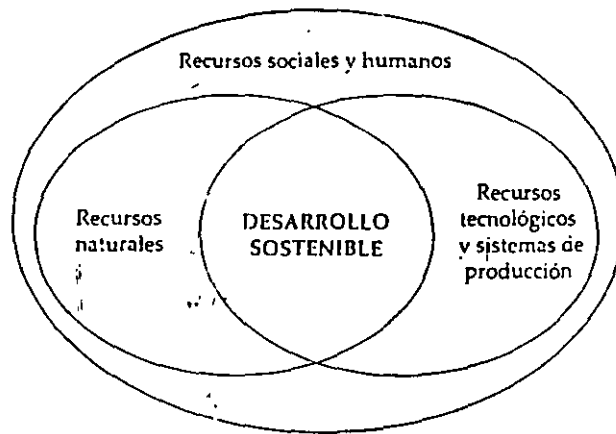 Recursos sociales y humanos
Recursos
naturales
DESARROLLO
SOSTENIBLE
Recursos
tecnológicos
y sistemas de
producción